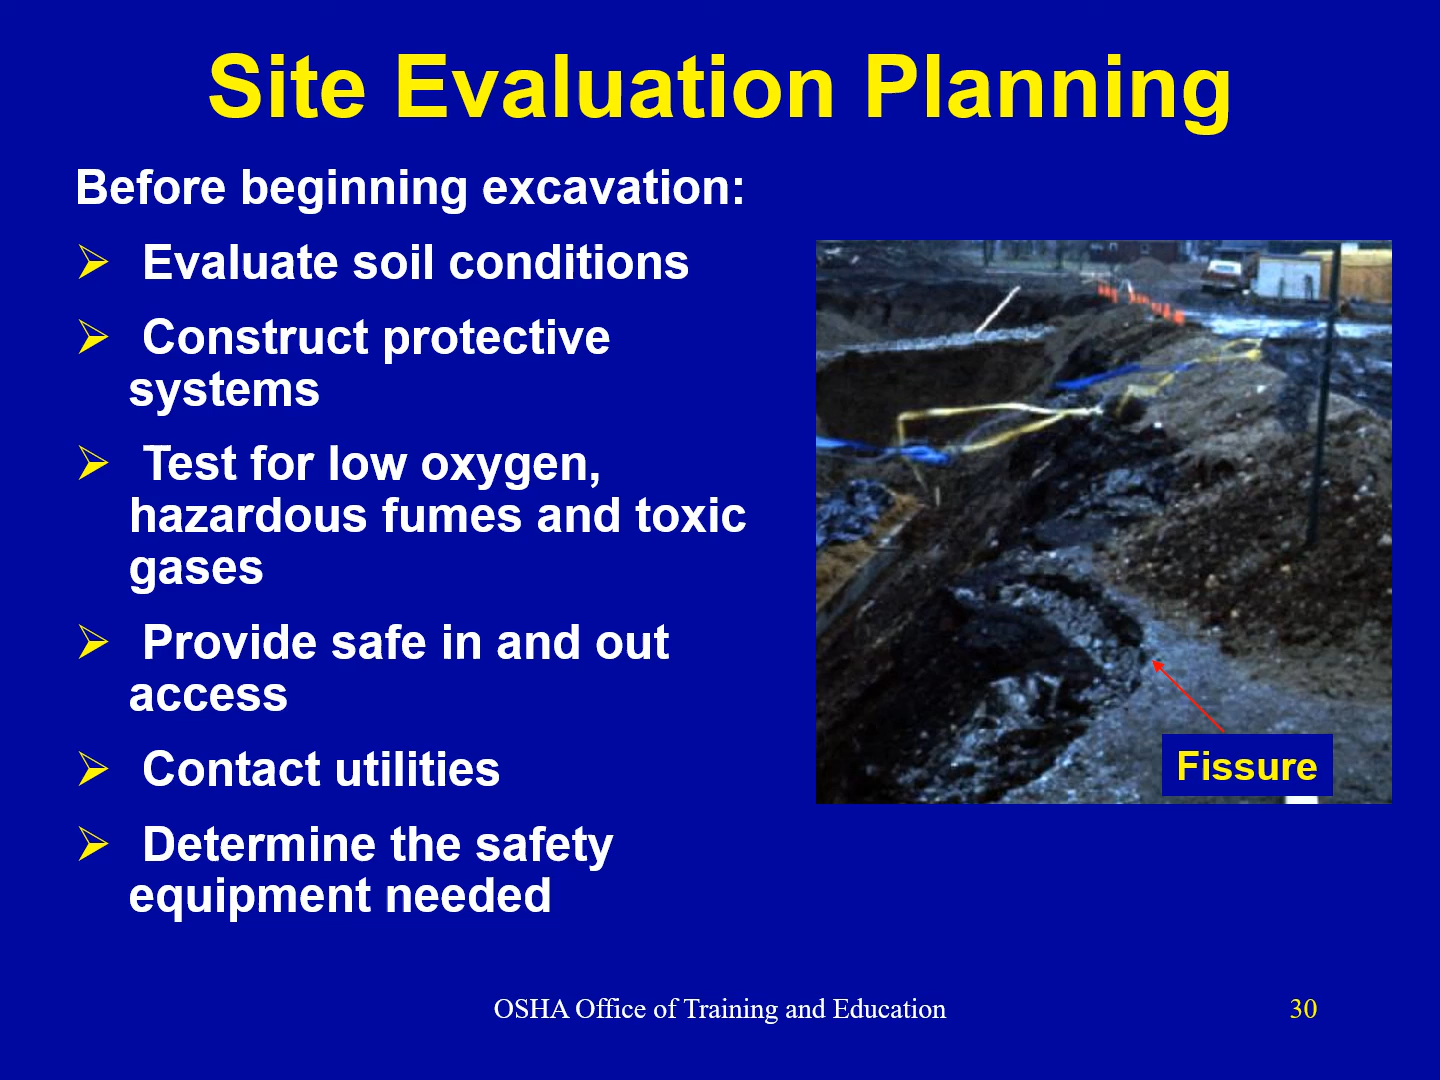 Site Evaluation Planning
Before beginning excavation:
➢ Evaluate soil conditions
➢ Construct protective
systems
➢ Test for low oxygen,
hazardous fumes and toxic
gases
➢ Provide safe in and out
access
➢ Contact utilities
➢ Determine the safety
equipment needed
Fissure
OSHA Office of Training and Education
30